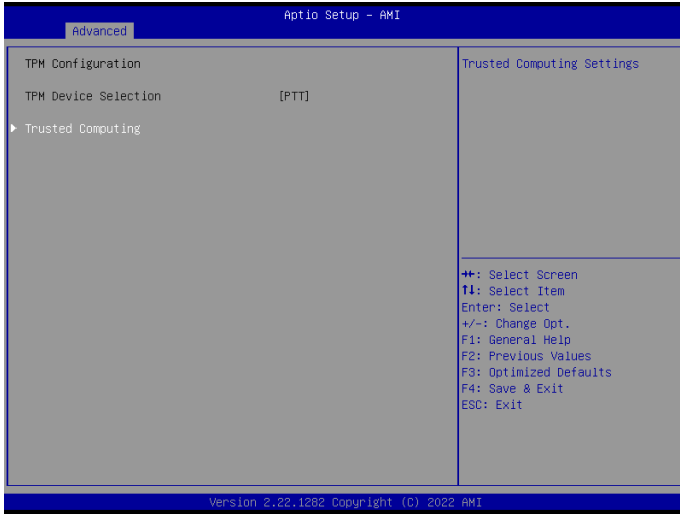 Aptio Setup - AMI
Advanced
TPM Configuration
TPM Device Selection [PTT]
Trusted Computing
Trusted Computing Settings
→←: Select Screen
↑↓: Select Item
Enter: Select
+/-: Change Opt.
F1: General Help
F2: Previous Values
F3: Optimized Defaults
F4: Save & Exit
ESC: Exit
Version 2.22.1282 Copyright (C) 2022 AMI